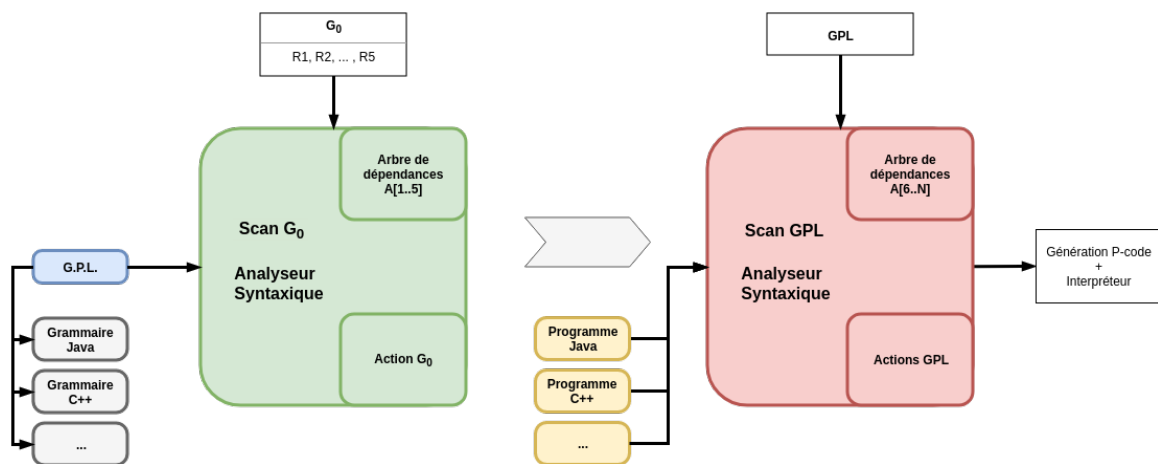 G0
R1, R2, ... , R5
Arbre de
dépendances
A[1..5]
Scan G0
Analyseur
Syntaxique
Action G0
G.P.L.
Grammaire
Java
Grammaire
C++
...
GPL
Arbre de
dépendances
A[6..N]
Scan GPL
Analyseur
Syntaxique
Actions GPL
Programme
Java
Programme
C++
...
Génération P-code
+
Interpréteur